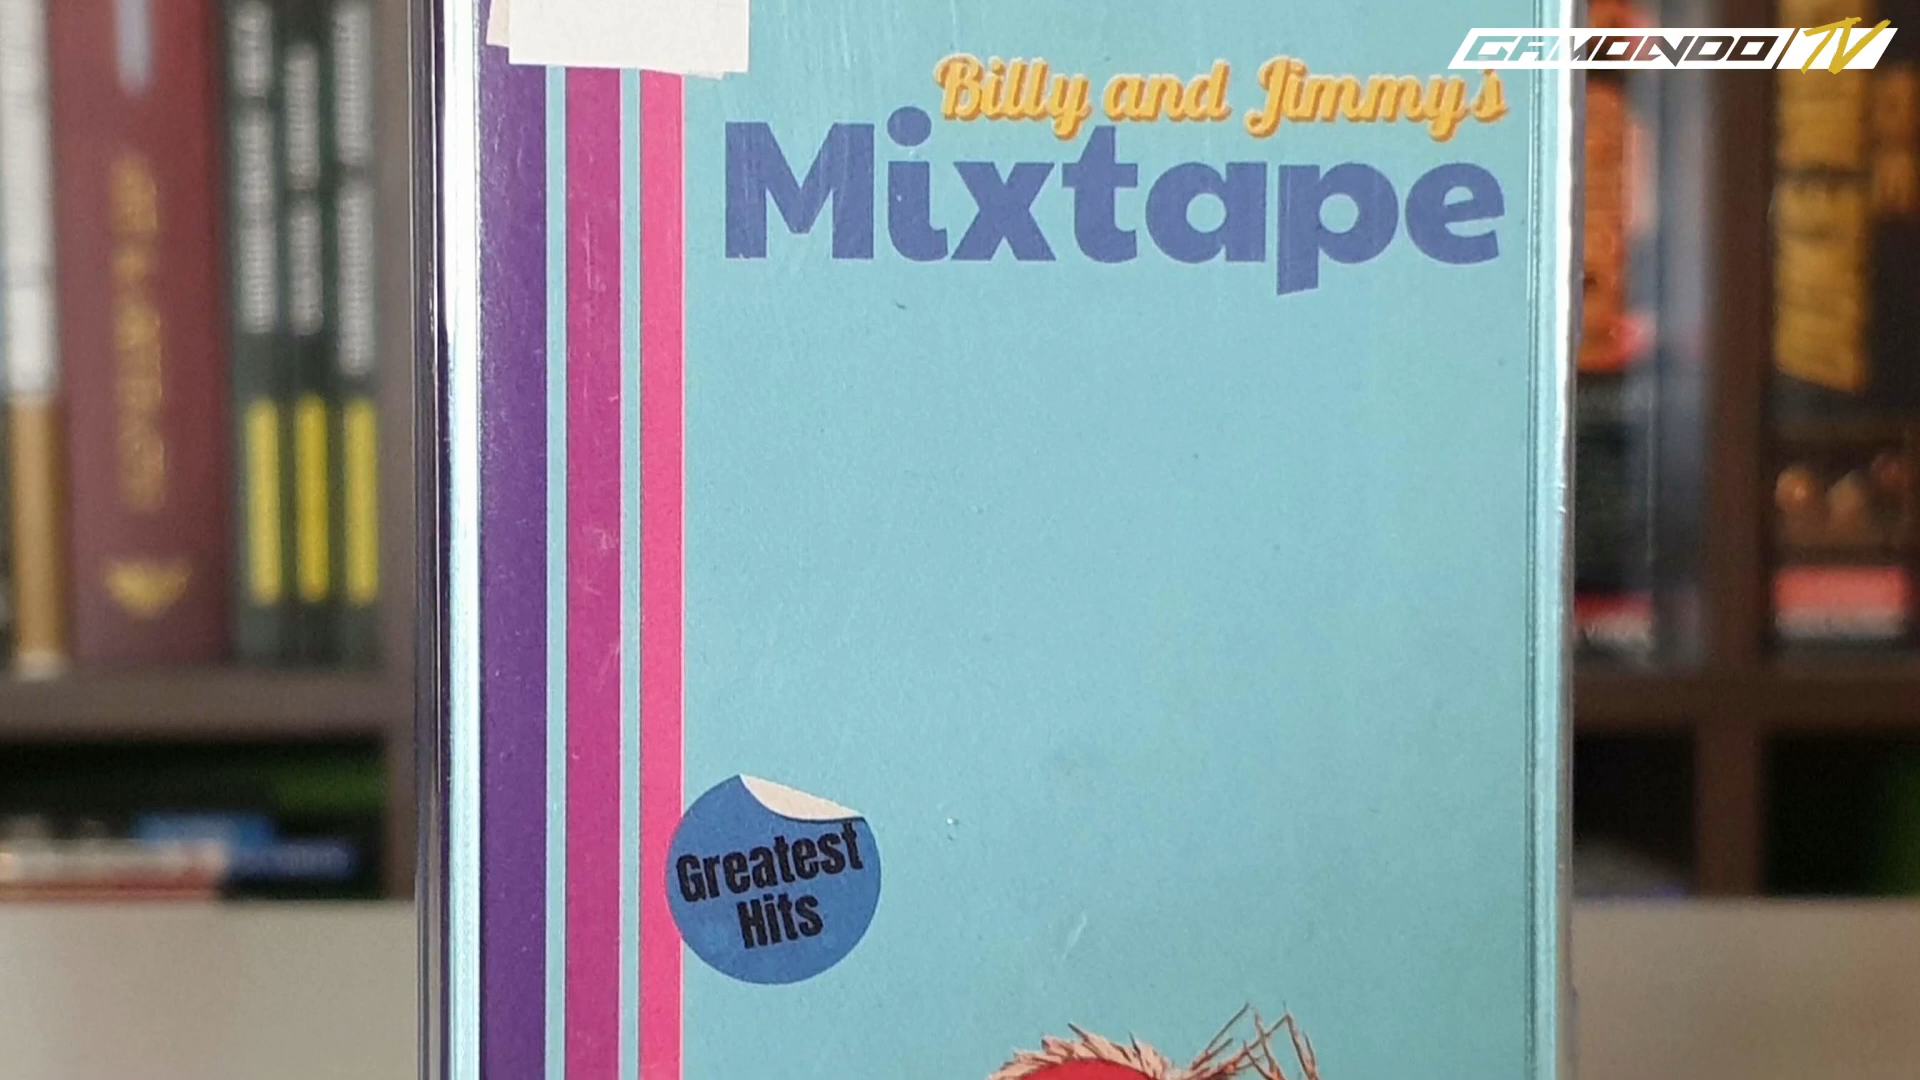 GAMONDO TV
Billy and Jimmy's
Mixtape
Greatest
Hits